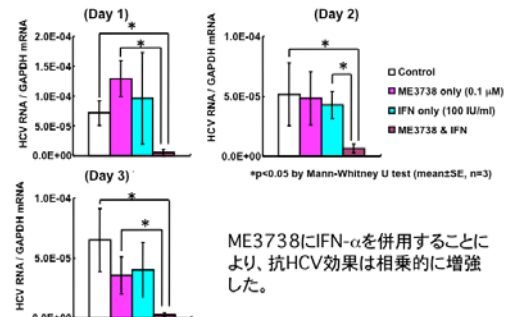 (Day 1)
HCV RNA / GAPDH mRNA
2.0E-04
1.5E-04
1.0E-04
5.0E-05
0.0E+00
*
*
(Day 2)
HCV RNA / GAPDH mRNA
1.0E-04
5.0E-05
0.0E+00
*
*
Control
ME3738 only (0.1 μM)
IFN only (100 IU/ml)
ME3738 & IFN
*p<0.05 by Mann-Whitney U test (mean±SE, n=3)
(Day 3)
HCV RNA / GAPDH mRNA
1.0E-04
5.0E-05
0.0E+00
*
*
ME3738にIFN-αを併用することに
より、抗HCV効果は相乗的に増強
した。